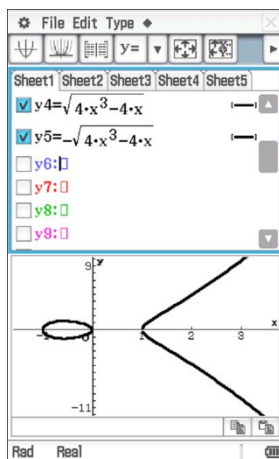 File Edit Type ◆
Y=
Sheet1 Sheet2 Sheet3 Sheet4 Sheet5
y4=√4·x³−4·x
y5=−√4·x³−4·x
y6:
y7:□
y8:□
y9:□
9 y
x
-1 0 1 2 3
-11
Rad Real